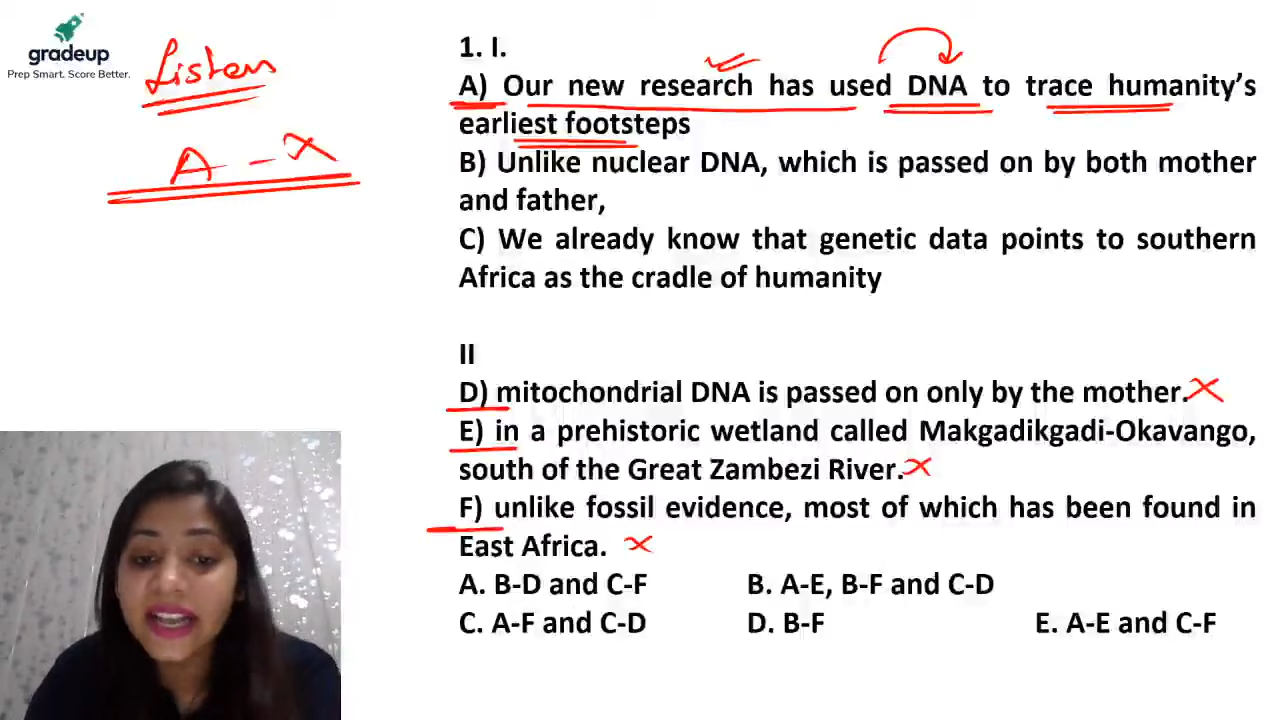 gradeup
Prep Smart. Score Better.
Listen
A - X
1. I.
A) Our new research has used DNA to trace humanity's
earliest footsteps
B) Unlike nuclear DNA, which is passed on by both mother
and father,
C) We already know that genetic data points to southern
Africa as the cradle of humanity
II
D) mitochondrial DNA is passed on only by the mother.
E) in a prehistoric wetland called Makgadikgadi-Okavango,
south of the Great Zambezi River.
F) unlike fossil evidence, most of which has been found in
East Africa.
A. B-D and C-F B. A-E, B-F and C-D
C. A-F and C-D D. B-F E. A-E and C-F